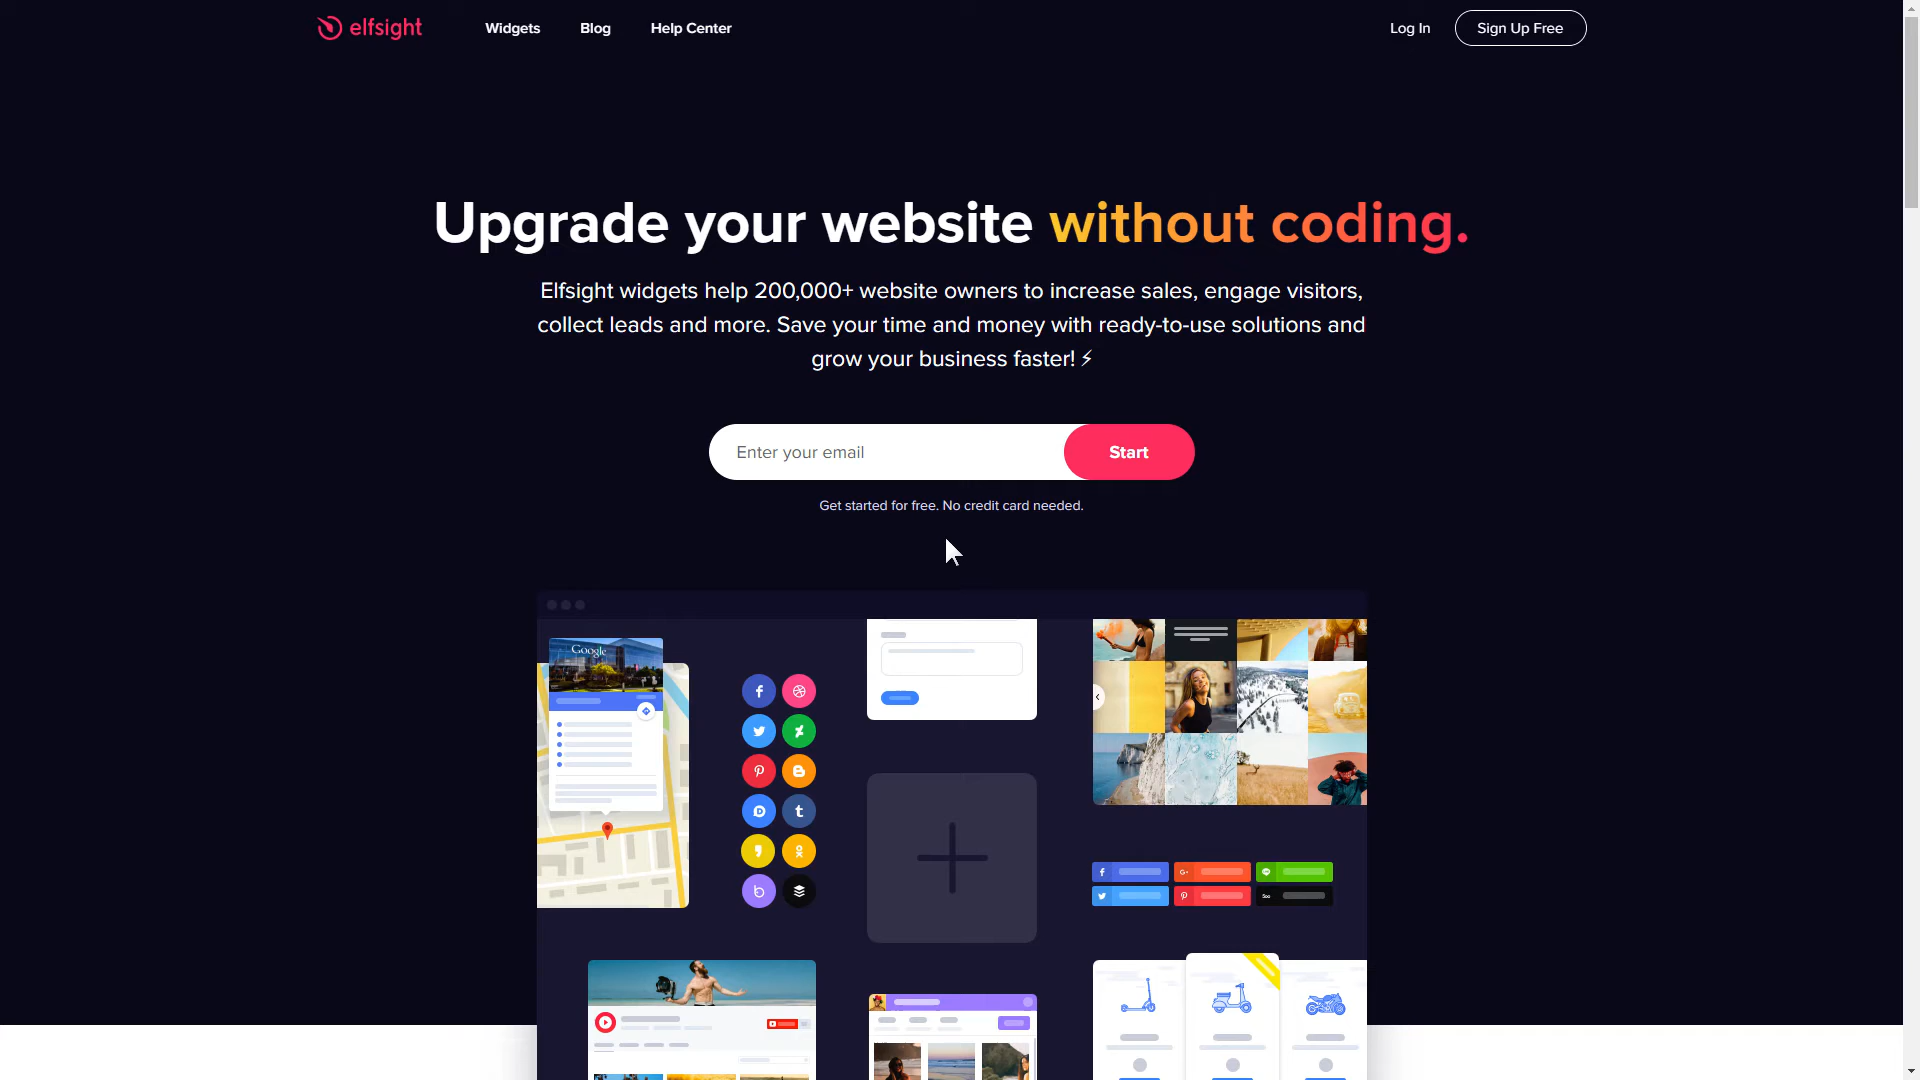 elfsight
Widgets
Blog
Help Center
Log In
Sign Up Free
Upgrade your website without coding.
Elfsight widgets help 200,000+ website owners to increase sales, engage visitors,
collect leads and more. Save your time and money with ready-to-use solutions and
grow your business faster! ⚡
Enter your email
Start
Get started for free. No credit card needed.
Google